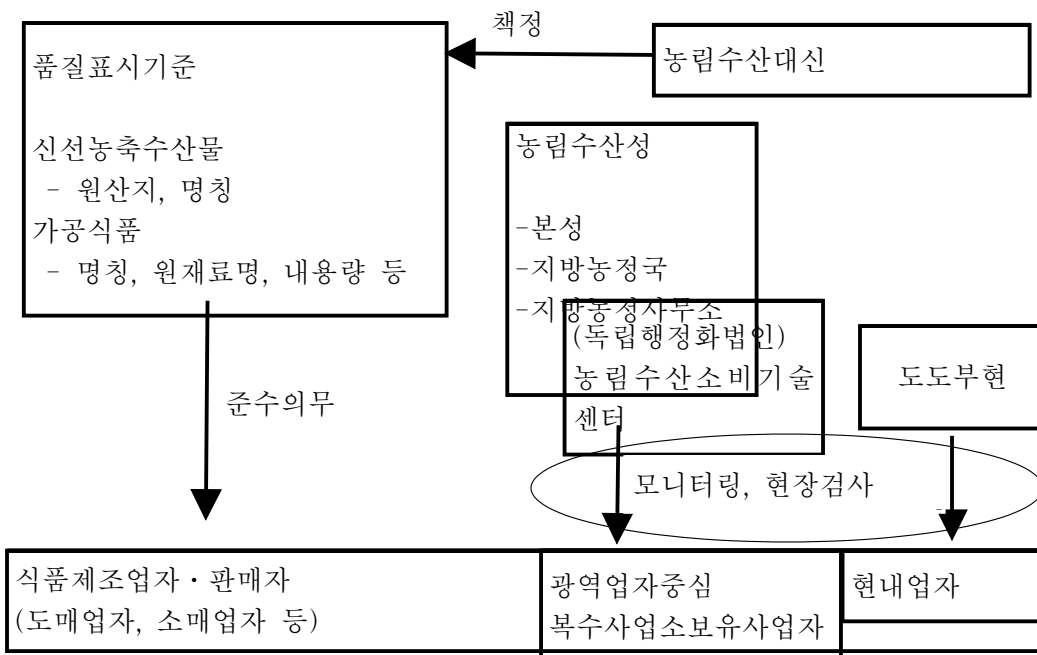 책정
농림수산대신
품질표시기준
신선농축수산물
- 원산지, 명칭
가공식품
- 명칭, 원재료명, 내용량 등
농림수산성
-본성
-지방농정국
-지방농정사무소
(독립행정화법인)
농림수산소비기술
센터
도도부현
준수의무
모니터링, 현장검사
식품제조업자・판매자
(도매업자, 소매업자 등)
광역업자중심
복수사업소보유사업자
현내업자